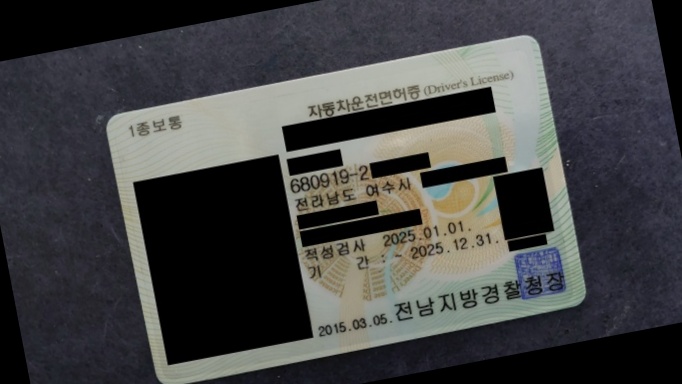 1종보통
자동차운전면허증 (Driver's License)
680919-2
전라남도 여수시
적성검사 2025.01.01.
기 간 : ~ 2025.12.31.
2015.03.05. 전남지방경찰청장